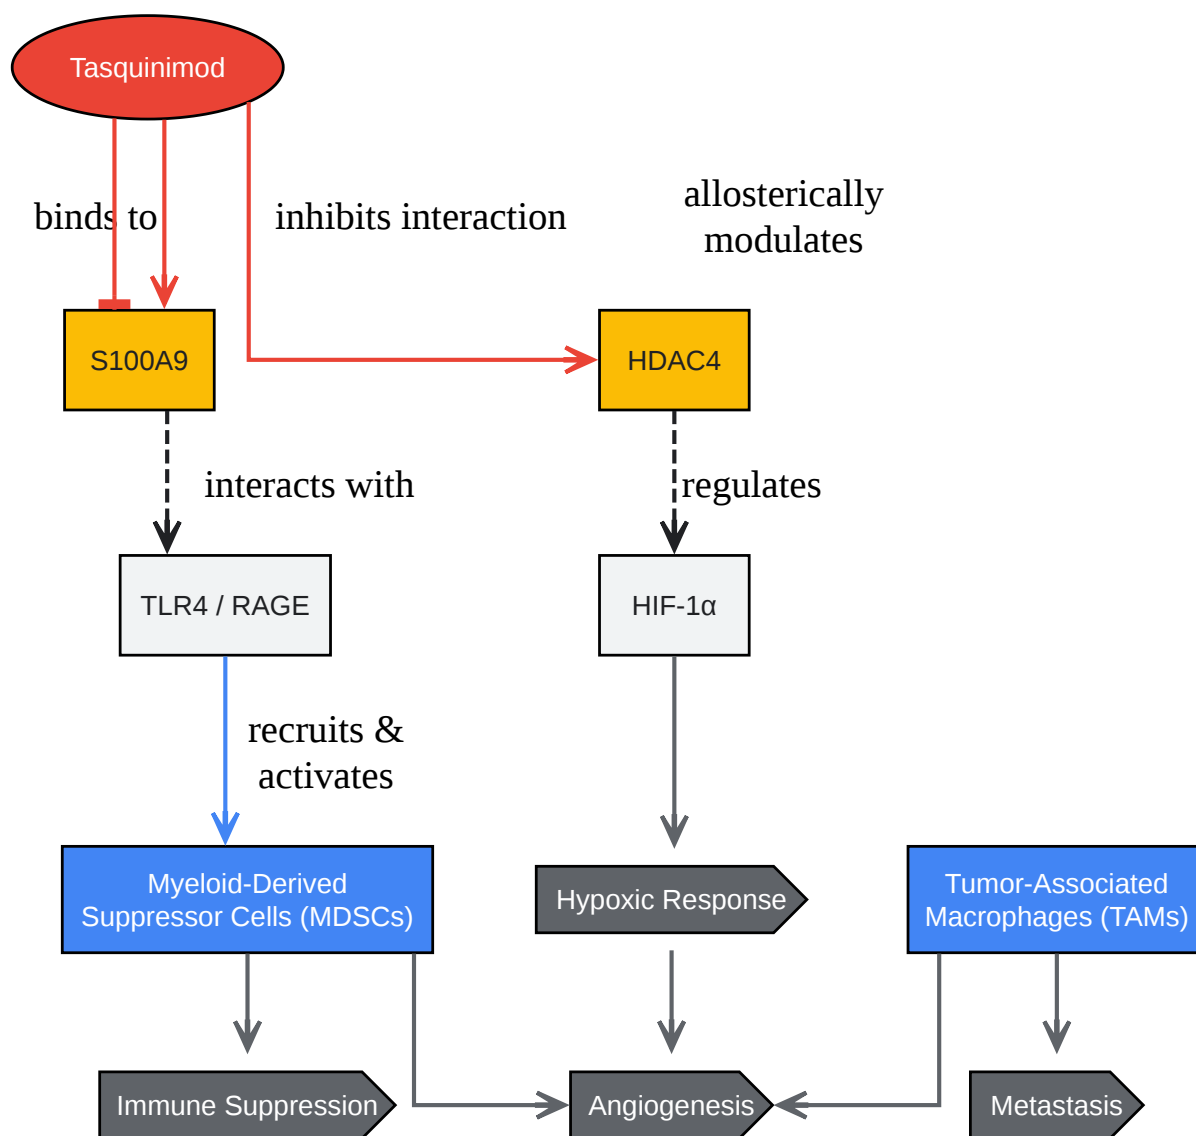 Tasquinimod
binds to
inhibits interaction
allosterically
modulates
S100A9
HDAC4
interacts with
regulates
TLR4 / RAGE
HIF-1α
recruits &
activates
Myeloid-Derived
Suppressor Cells (MDSCs)
Hypoxic Response
Tumor-Associated
Macrophages (TAMs)
Immune Suppression
Angiogenesis
Metastasis